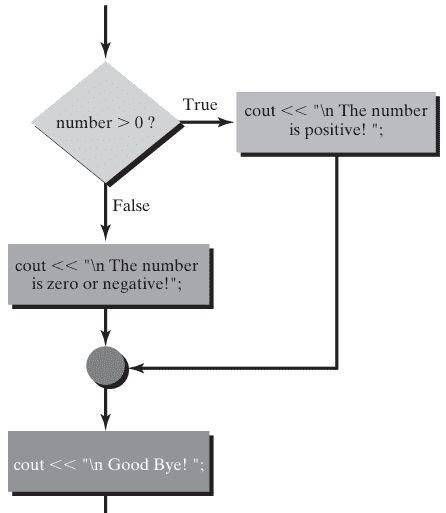 True
number > 0 ?
cout << "\n The number
is positive! ";
False
cout << "\n The number
is zero or negative!";
cout << "\n Good Bye! ";